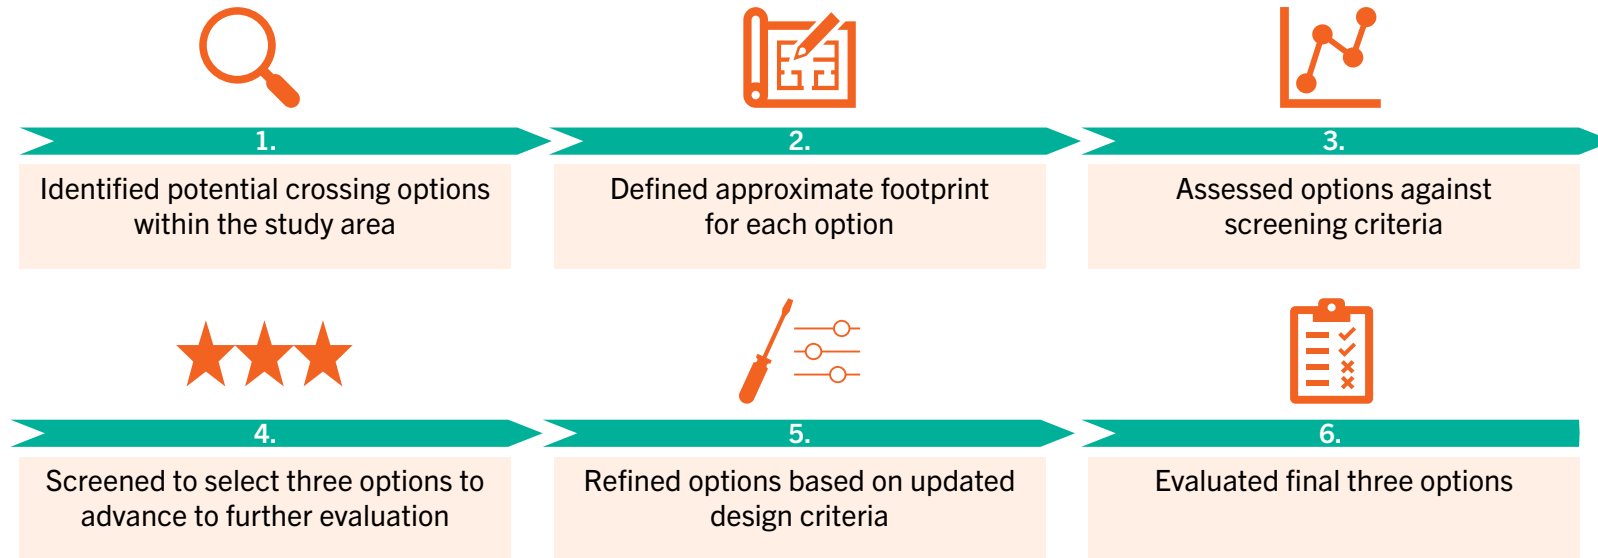 1.
Identified potential crossing options
within the study area
2.
Defined approximate footprint
for each option
3.
Assessed options against
screening criteria
4.
Screened to select three options to
advance to further evaluation
5.
Refined options based on updated
design criteria
6.
Evaluated final three options